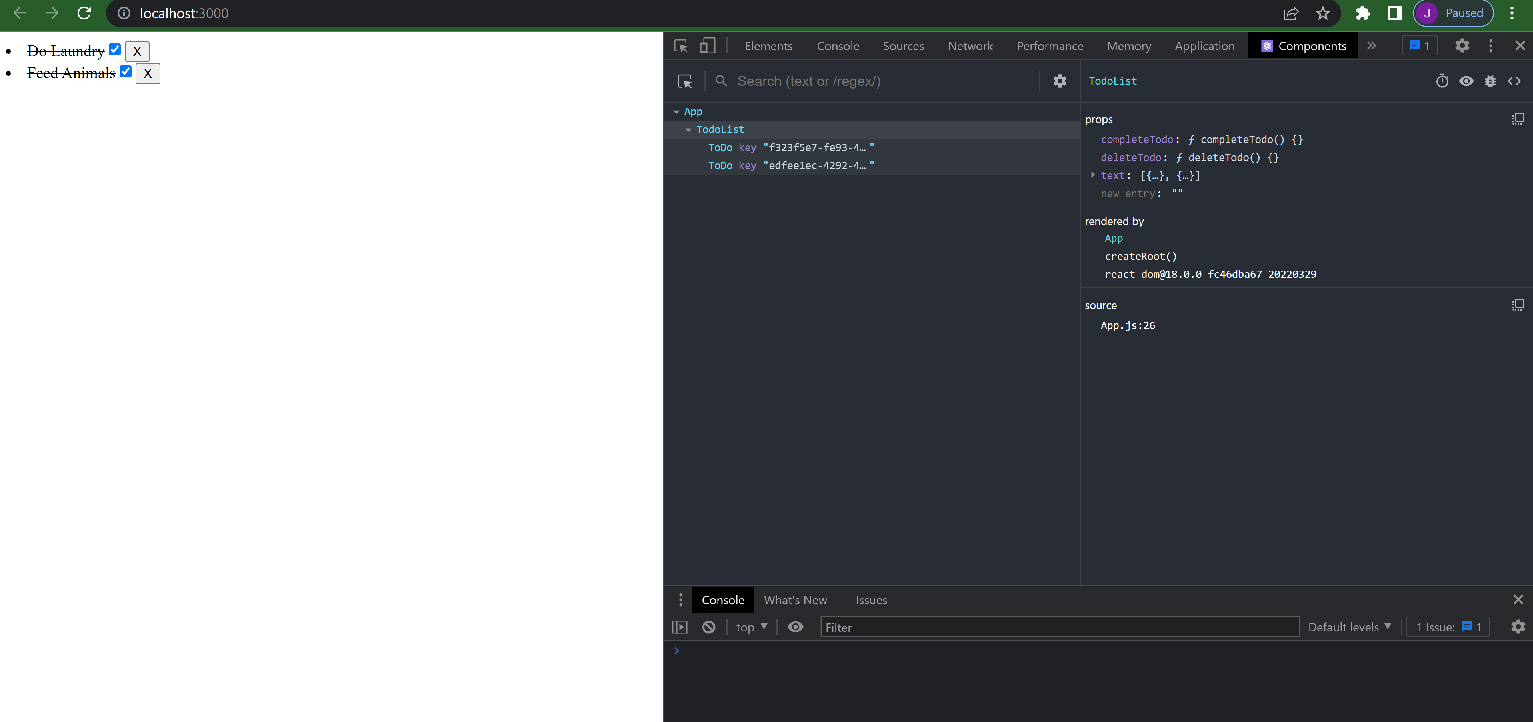 localhost:3000
J Paused
Do Laundry X
Feed Animals X
Elements Console Sources Network Performance Memory Application Components » 1
Search (text or /regex/)
App
TodoList
ToDo key "f323f5e7-fe93-4…"
ToDo key "edfee1ec-4292-4…"
TodoList
props
completeTodo: ƒ completeTodo() {}
deleteTodo: ƒ deleteTodo() {}
text: [{…}, {…}]
new entry: ""
rendered by
App
createRoot()
react dom@18.0.0 fc46dba67 20220329
source
App.js:26
Console What's New Issues
top ▼ Filter Default levels ▼ 1 Issue: 1
>